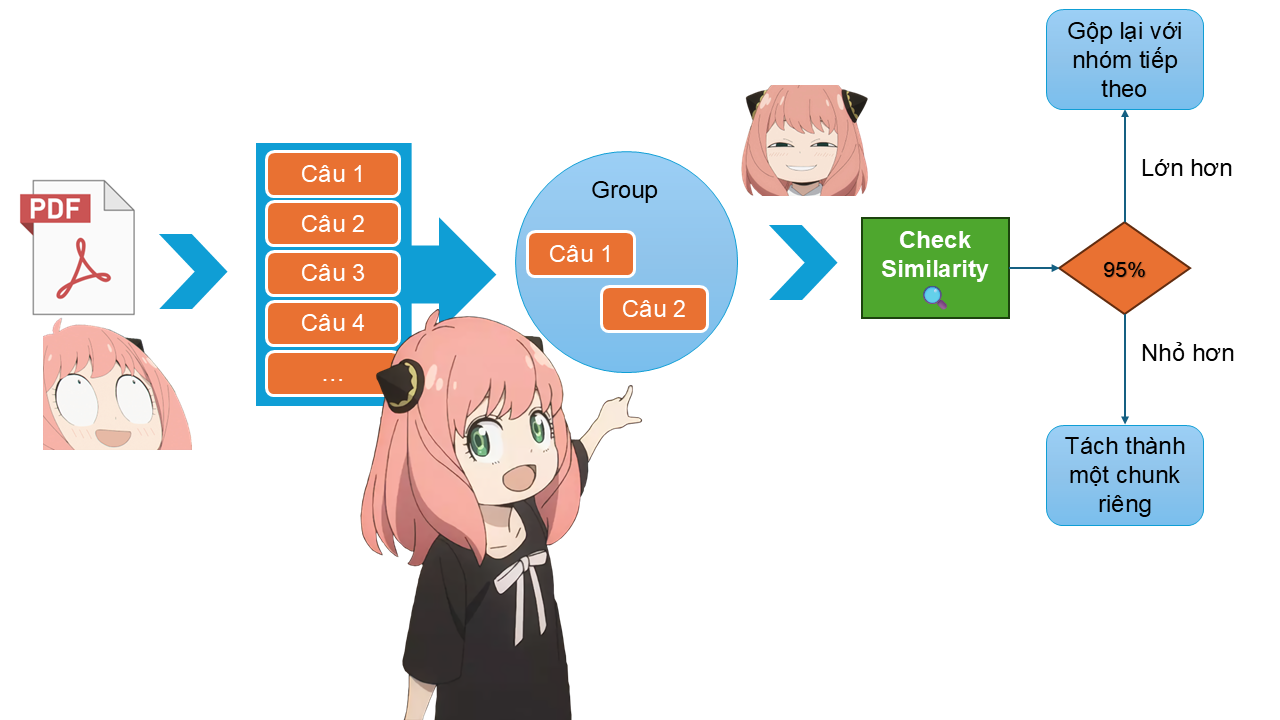 PDF
Câu 1
Câu 2
Câu 3
Câu 4
...
Group
Câu 1
Câu 2
Check
Similarity
95%
Lớn hơn
Gộp lại với
nhóm tiếp
theo
Nhỏ hơn
Tách thành
một chunk
riêng